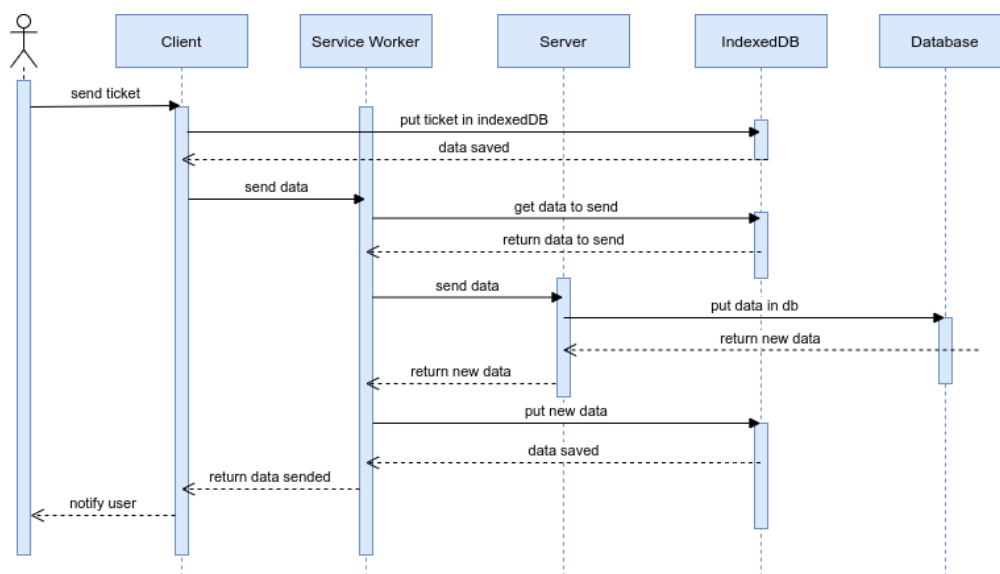 Client
Service Worker
Server
IndexedDB
Database
send ticket
put ticket in indexedDB
data saved
send data
get data to send
return data to send
send data
put data in db
return new data
return new data
put new data
data saved
return data sended
notify user